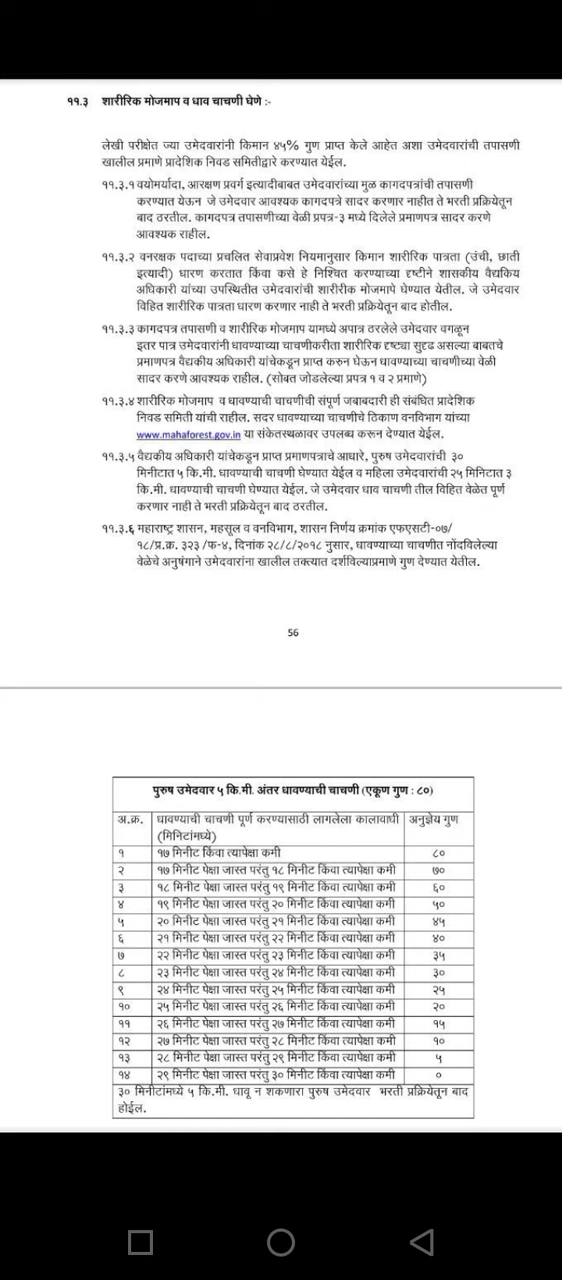 ११.३ शारीरिक मोजमाप व धाव चाचणी घेणे :-
लेखी परीक्षेत ज्या उमेदवारांनी किमान ४५% गुण प्राप्त केले आहेत अशा उमेदवारांची तपासणी
खालील प्रमाणे प्रादेशिक निवड समितीद्वारे करण्यात येईल.
११.३.१ वयोमर्यादा, आरक्षण प्रवर्ग इत्यादीबाबत उमेदवारांच्या मुळ कागदपत्रांची तपासणी
करण्यात येऊन जे उमेदवार आवश्यक कागदपत्रे सादर करणार नाहीत ते भरती प्रक्रियेतून
बाद ठरतील. कागदपत्र तपासणीच्या वेळी प्रपत्र-३ मध्ये दिलेले प्रमाणपत्र सादर करणे
आवश्यक राहील.
११.३.२ वनरक्षक पदाच्या प्रचलित सेवाप्रवेश नियमानुसार किमान शारीरिक पात्रता (उंची, छाती
इत्यादी) धारण करतात किंवा कसे हे निश्चित करण्याच्या दृष्टीने शासकीय वैद्यकिय
अधिकारी यांच्या उपस्थितीत उमेदवारांची शारीरीक मोजमापे घेण्यात येतील. जे उमेदवार
विहित शारीरिक पात्रता धारण करणार नाही ते भरती प्रक्रियेतून बाद होतील.
११.३.३ कागदपत्र तपासणी व शारीरिक मोजमाप यामध्ये अपात्र ठरलेले उमेदवार वगळून
इतर पात्र उमेदवारांनी धावण्याच्या चाचणीकरीता शारीरिक दृष्ट्या सुदृढ असल्या बाबतचे
प्रमाणपत्र वैद्यकीय अधिकारी यांचेकडून प्राप्त करुन घेऊन धावण्याच्या चाचणीच्या वेळी
सादर करणे आवश्यक राहील. (सोबत जोडलेल्या प्रपत्र १ व २ प्रमाणे)
११.३.४ शारीरिक मोजमाप व धावण्याची चाचणीची संपूर्ण जबाबदारी ही संबंधित प्रादेशिक
निवड समिती यांची राहील. सदर धावण्याच्या चाचणीचे ठिकाण वनविभाग यांच्या
www.mahaforest.gov.in या संकेतस्थळावर उपलब्ध करून देण्यात येईल.
११.३.५ वैद्यकीय अधिकारी यांचेकडून प्राप्त प्रमाणपत्राचे आधारे, पुरुष उमेदवारांची ३०
मिनीटात ५ कि.मी. धावण्याची चाचणी घेण्यात येईल व महिला उमेदवारांची २५ मिनिटात ३
कि.मी. धावण्याची चाचणी घेण्यात येईल. जे उमेदवार धाव चाचणी तील विहित वेळेत पूर्ण
करणार नाही ते भरती प्रक्रियेतून बाद ठरतील.
११.३.६ महाराष्ट्र शासन, महसूल व वनविभाग, शासन निर्णय क्रमांक एफएसटी-०७/
१८/प्र.क्र. ३२३ /फ-४, दिनांक २८/८/२०१८ नुसार, धावण्याच्या चाचणीत नोंदविलेल्या
वेळेचे अनुषंगाने उमेदवारांना खालील तक्त्यात दर्शविल्याप्रमाणे गुण देण्यात येतील.
56
पुरुष उमेदवार ५ कि.मी. अंतर धावण्याची चाचणी (एकूण गुण : ८०)
अ.क्र. धावण्याची चाचणी पूर्ण करण्यासाठी लागलेला कालावाधी अनुज्ञेय गुण
(मिनिटांमध्ये)
१ १७ मिनीट किंवा त्यापेक्षा कमी ८०
२ १७ मिनीट पेक्षा जास्त परंतु १८ मिनीट किंवा त्यापेक्षा कमी ७०
३ १८ मिनीट पेक्षा जास्त परंतु १९ मिनीट किंवा त्यापेक्षा कमी ६०
४ १९ मिनीट पेक्षा जास्त परंतु २० मिनीट किंवा त्यापेक्षा कमी ५०
५ २० मिनीट पेक्षा जास्त परंतु २१ मिनीट किंवा त्यापेक्षा कमी ४५
६ २१ मिनीट पेक्षा जास्त परंतु २२ मिनीट किंवा त्यापेक्षा कमी ४०
७ २२ मिनीट पेक्षा जास्त परंतु २३ मिनीट किंवा त्यापेक्षा कमी ३५
८ २३ मिनीट पेक्षा जास्त परंतु २४ मिनीट किंवा त्यापेक्षा कमी ३०
९ २४ मिनीट पेक्षा जास्त परंतु २५ मिनीट किंवा त्यापेक्षा कमी २५
१० २५ मिनीट पेक्षा जास्त परंतु २६ मिनीट किंवा त्यापेक्षा कमी २०
११ २६ मिनीट पेक्षा जास्त परंतु २७ मिनीट किंवा त्यापेक्षा कमी १५
१२ २७ मिनीट पेक्षा जास्त परंतु २८ मिनीट किंवा त्यापेक्षा कमी १०
१३ २८ मिनीट पेक्षा जास्त परंतु २९ मिनीट किंवा त्यापेक्षा कमी ५
१४ २९ मिनीट पेक्षा जास्त परंतु ३० मिनीट किंवा त्यापेक्षा कमी ०
३० मिनीटांमध्ये ५ कि.मी. धावू न शकणारा पुरुष उमेदवार भरती प्रक्रियेतून बाद
होईल.